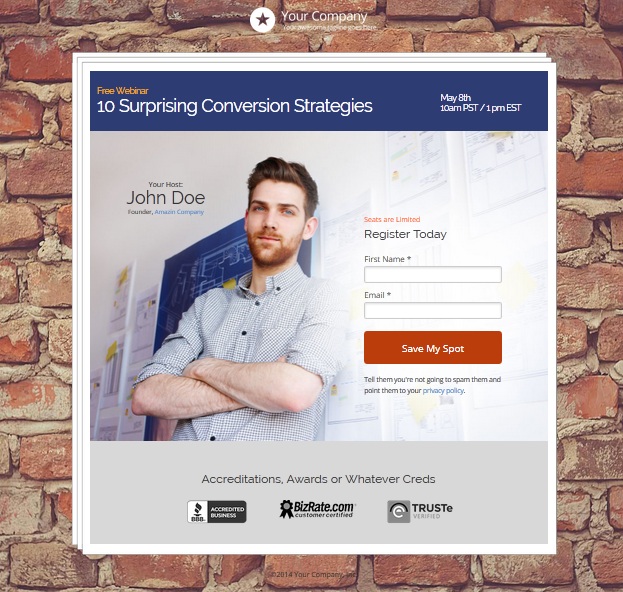 Your Company
Free Webinar
10 Surprising Conversion Strategies
May 8th
10am PST / 1 pm EST
Your Host:
John Doe
Founder, Amazin Company
Seats are Limited
Register Today
First Name *
Email *
Save My Spot
Tell them you're not going to spam them and
point them to your privacy policy.
Accreditations, Awards or Whatever Creds
BBB
ACCREDITED
BUSINESS
BizRate.com
customer certified
TRUSTe
VERIFIED
©2014 Your Company,